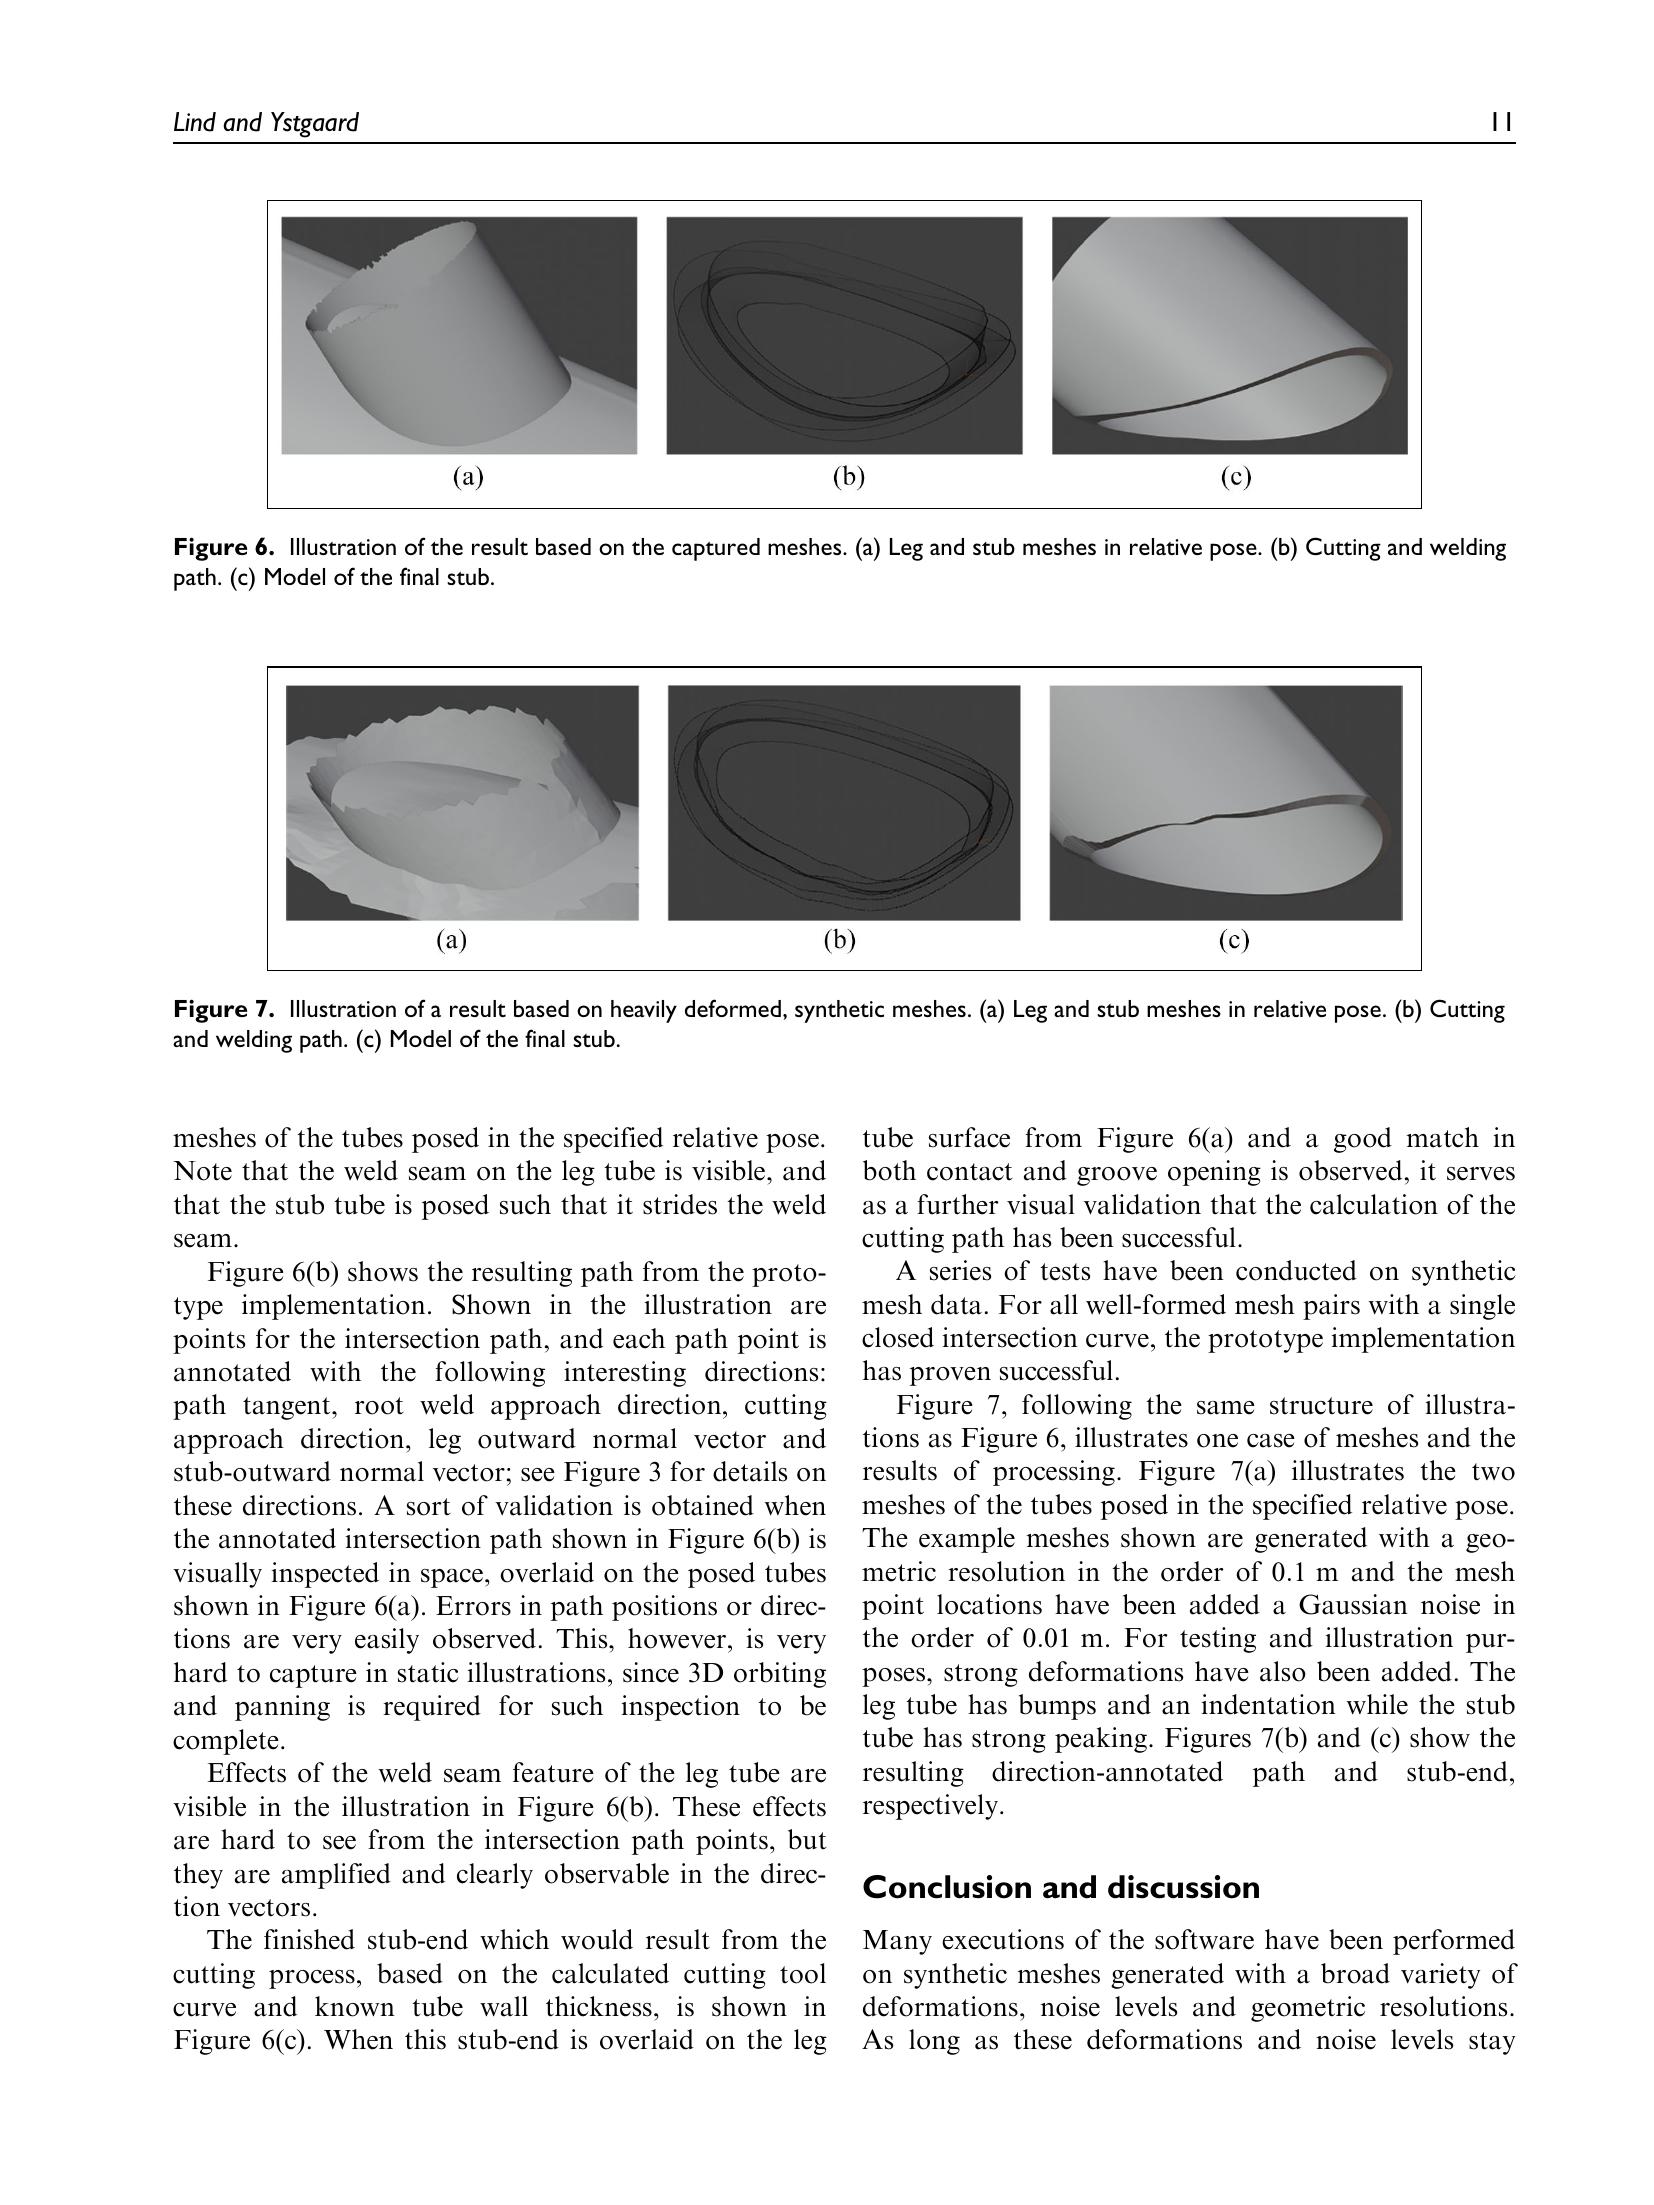 Lind and Ystgaard 11
(a) (b) (c)
Figure 6. Illustration of the result based on the captured meshes. (a) Leg and stub meshes in relative pose. (b) Cutting and welding
path. (c) Model of the final stub.
(a) (b) (c)
Figure 7. Illustration of a result based on heavily deformed, synthetic meshes. (a) Leg and stub meshes in relative pose. (b) Cutting
and welding path. (c) Model of the final stub.
meshes of the tubes posed in the specified relative pose.
Note that the weld seam on the leg tube is visible, and
that the stub tube is posed such that it strides the weld
seam.
Figure 6(b) shows the resulting path from the proto-
type implementation. Shown in the illustration are
points for the intersection path, and each path point is
annotated with the following interesting directions:
path tangent, root weld approach direction, cutting
approach direction, leg outward normal vector and
stub-outward normal vector; see Figure 3 for details on
these directions. A sort of validation is obtained when
the annotated intersection path shown in Figure 6(b) is
visually inspected in space, overlaid on the posed tubes
shown in Figure 6(a). Errors in path positions or direc-
tions are very easily observed. This, however, is very
hard to capture in static illustrations, since 3D orbiting
and panning is required for such inspection to be
complete.
Effects of the weld seam feature of the leg tube are
visible in the illustration in Figure 6(b). These effects
are hard to see from the intersection path points, but
they are amplified and clearly observable in the direc-
tion vectors.
The finished stub-end which would result from the
cutting process, based on the calculated cutting tool
curve and known tube wall thickness, is shown in
Figure 6(c). When this stub-end is overlaid on the leg
tube surface from Figure 6(a) and a good match in
both contact and groove opening is observed, it serves
as a further visual validation that the calculation of the
cutting path has been successful.
A series of tests have been conducted on synthetic
mesh data. For all well-formed mesh pairs with a single
closed intersection curve, the prototype implementation
has proven successful.
Figure 7, following the same structure of illustra-
tions as Figure 6, illustrates one case of meshes and the
results of processing. Figure 7(a) illustrates the two
meshes of the tubes posed in the specified relative pose.
The example meshes shown are generated with a geo-
metric resolution in the order of 0.1 m and the mesh
point locations have been added a Gaussian noise in
the order of 0.01 m. For testing and illustration pur-
poses, strong deformations have also been added. The
leg tube has bumps and an indentation while the stub
tube has strong peaking. Figures 7(b) and (c) show the
resulting direction-annotated path and stub-end,
respectively.
Conclusion and discussion
Many executions of the software have been performed
on synthetic meshes generated with a broad variety of
deformations, noise levels and geometric resolutions.
As long as these deformations and noise levels stay